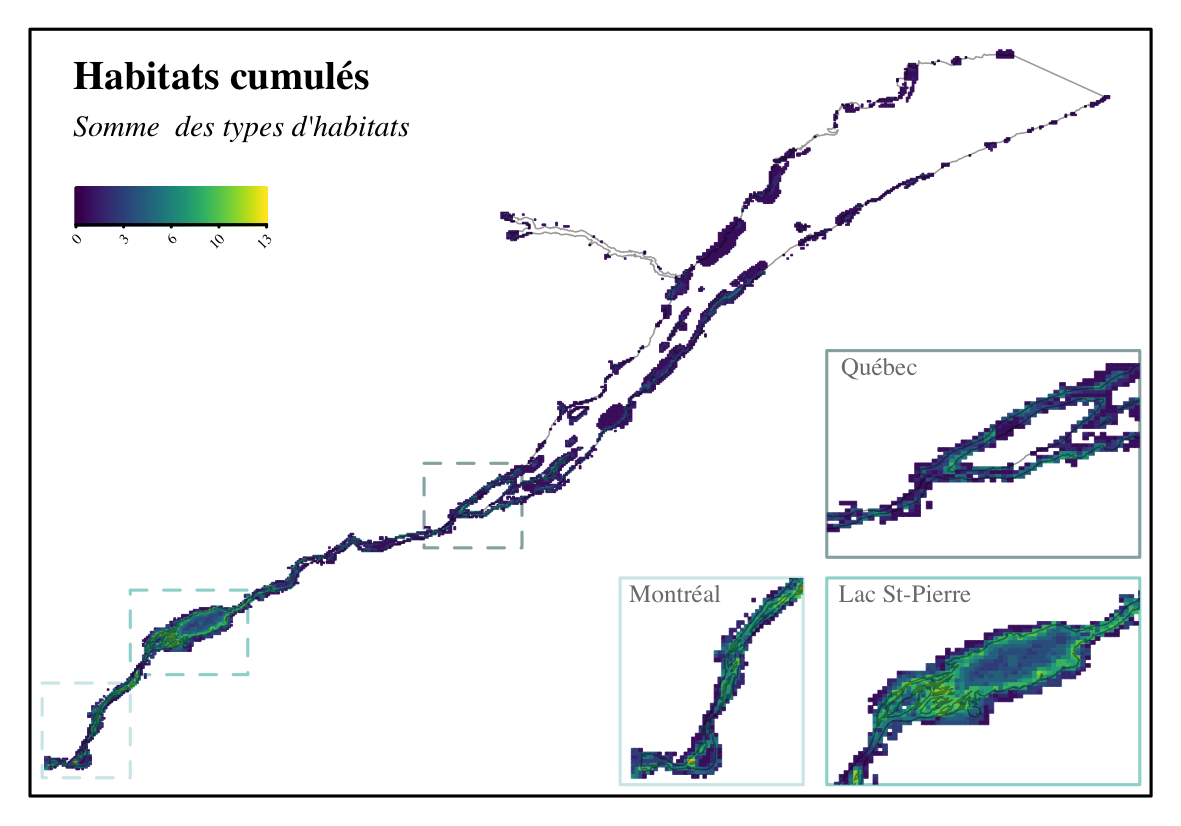 Habitats cumulés
Somme  des types d'habitats
0 3 6 10 13
Québec
Montréal
Lac St-Pierre